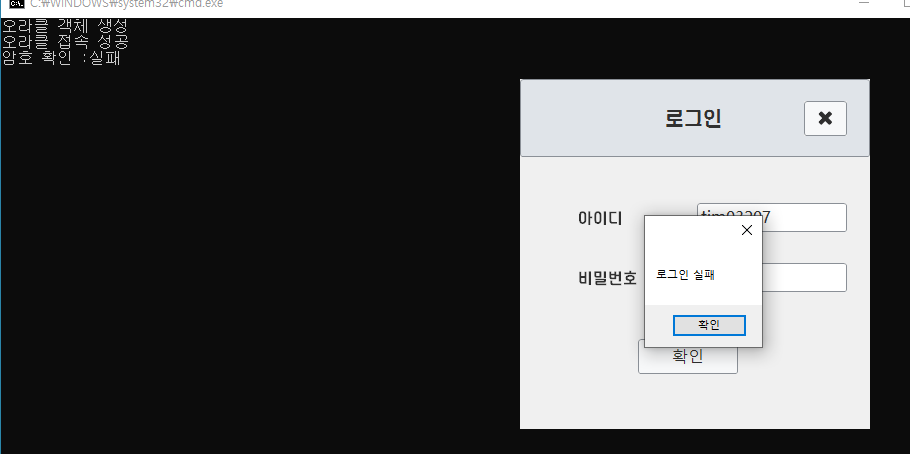 C:₩WINDOWS₩system32₩cmd.exe
오라클 객체 생성
오라클 접속 성공
암호 확인 :실패
로그인
아이디
비밀번호
로그인 실패
확인
확인